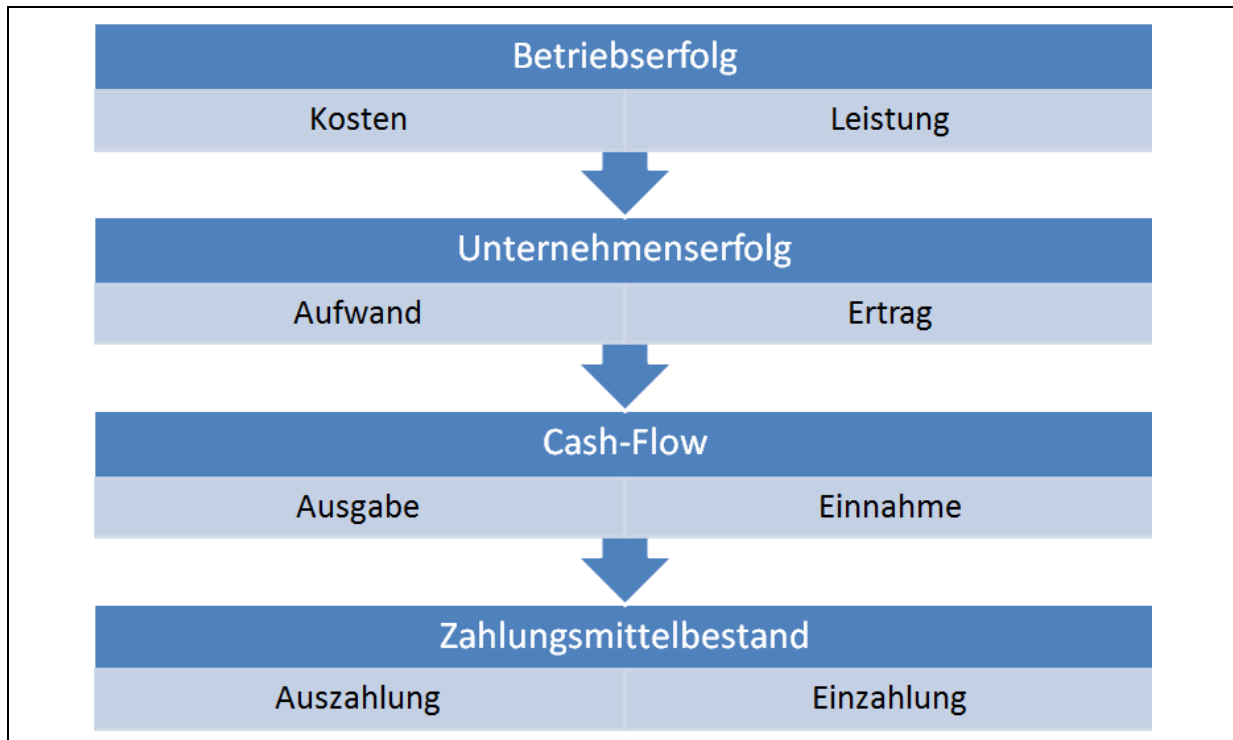 Betriebserfolg
Kosten Leistung
Unternehmenserfolg
Aufwand Ertrag
Cash-Flow
Ausgabe Einnahme
Zahlungsmittelbestand
Auszahlung Einzahlung